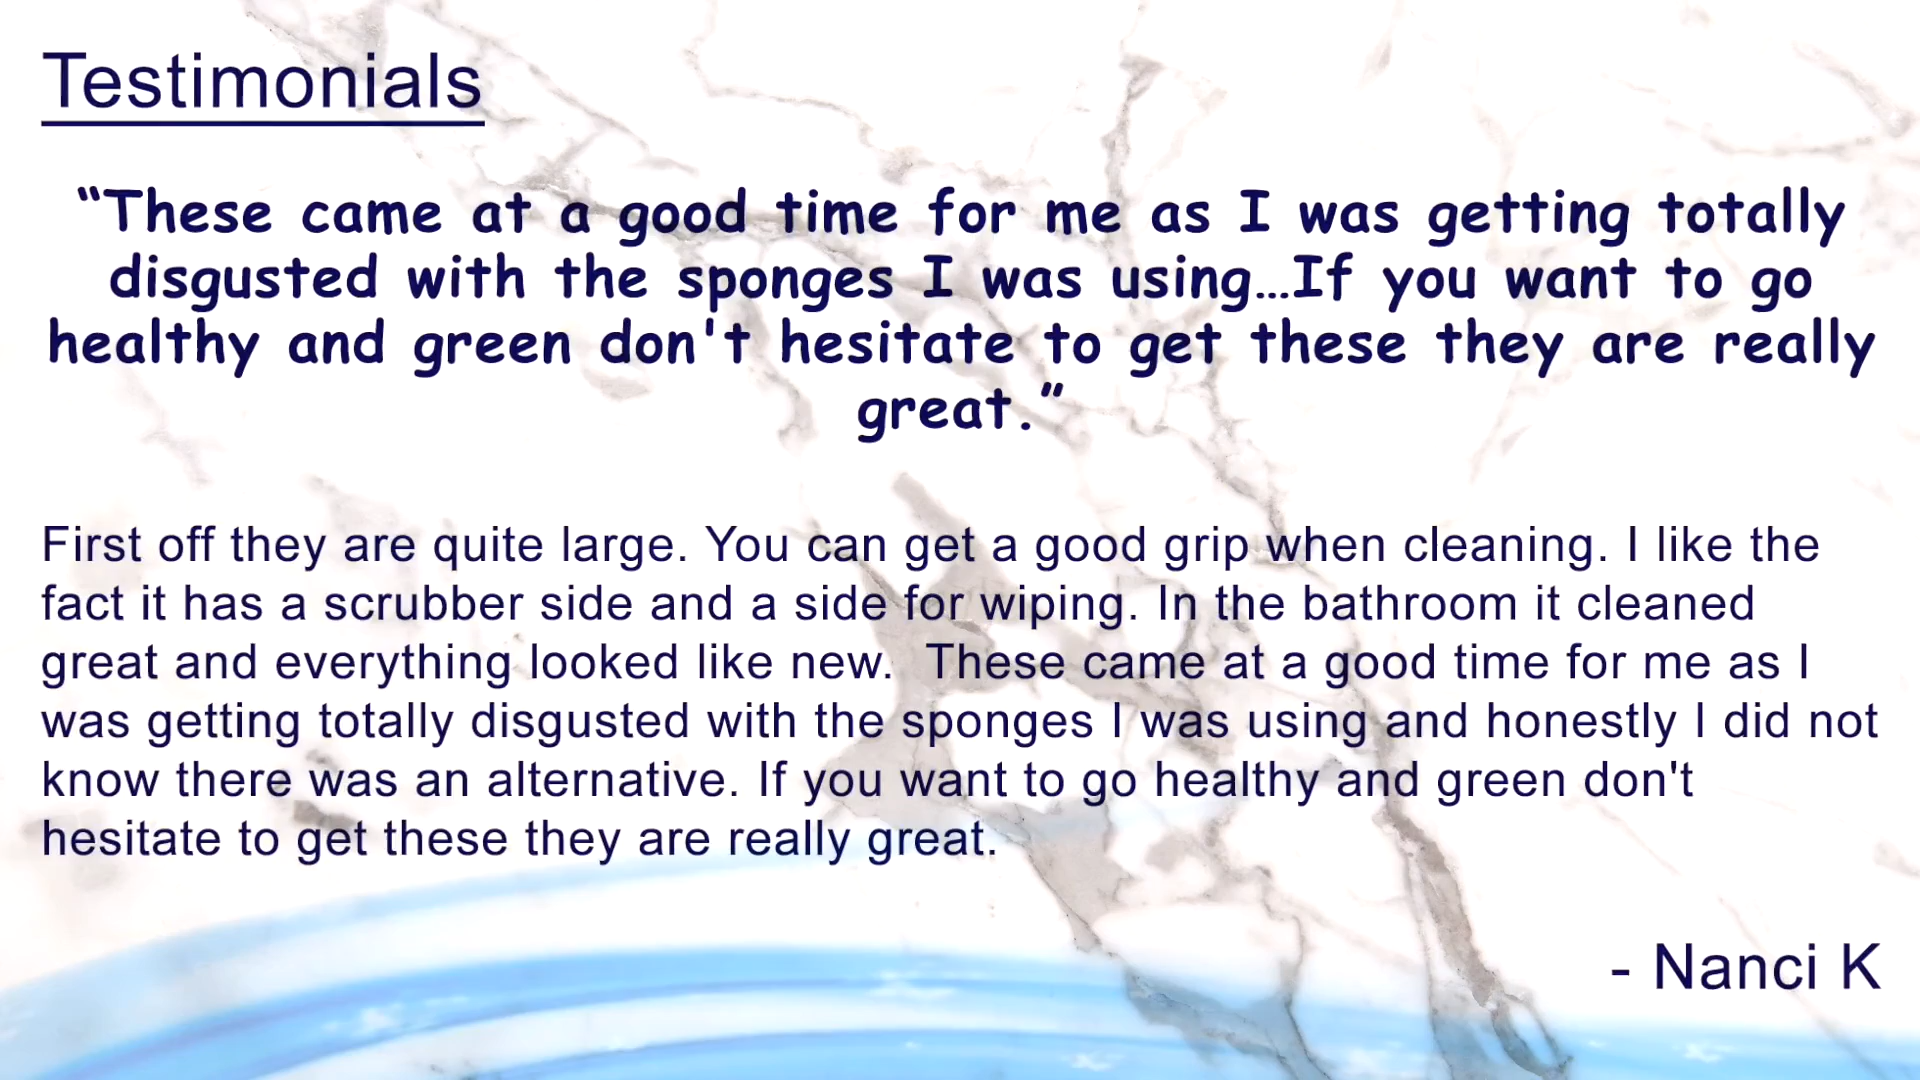 Testimonials
“These came at a good time for me as I was getting totally
disgusted with the sponges I was using…If you want to go
healthy and green don't hesitate to get these they are really
great.”
First off they are quite large. You can get a good grip when cleaning. I like the
fact it has a scrubber side and a side for wiping. In the bathroom it cleaned
great and everything looked like new.  These came at a good time for me as I
was getting totally disgusted with the sponges I was using and honestly I did not
know there was an alternative. If you want to go healthy and green don't
hesitate to get these they are really great.
- Nanci K